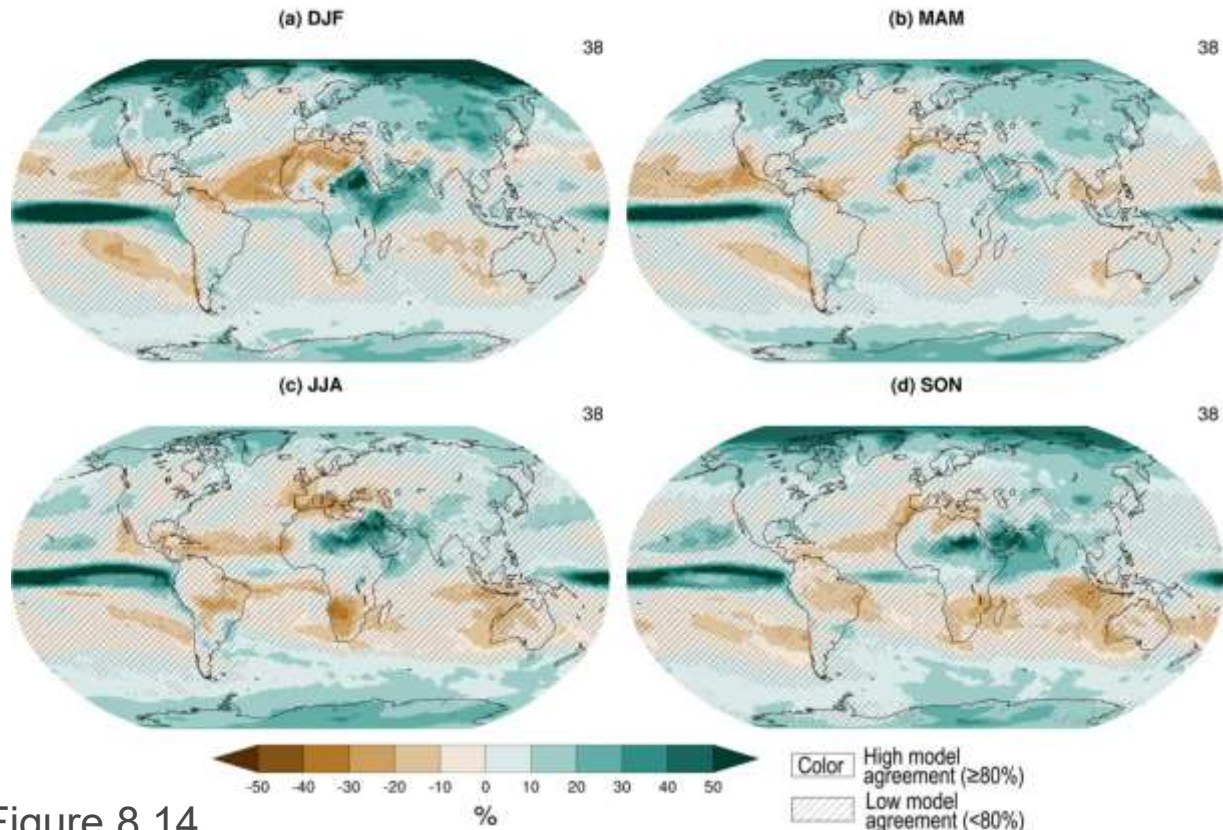 (a) DJF
(b) MAM
38
38
(c) JJA
(d) SON
38
38
-50 -40 -30 -20 -10 0 10 20 30 40 50
%
Color High model agreement (≥80%)
Low model agreement (<80%)
Figure 8.14